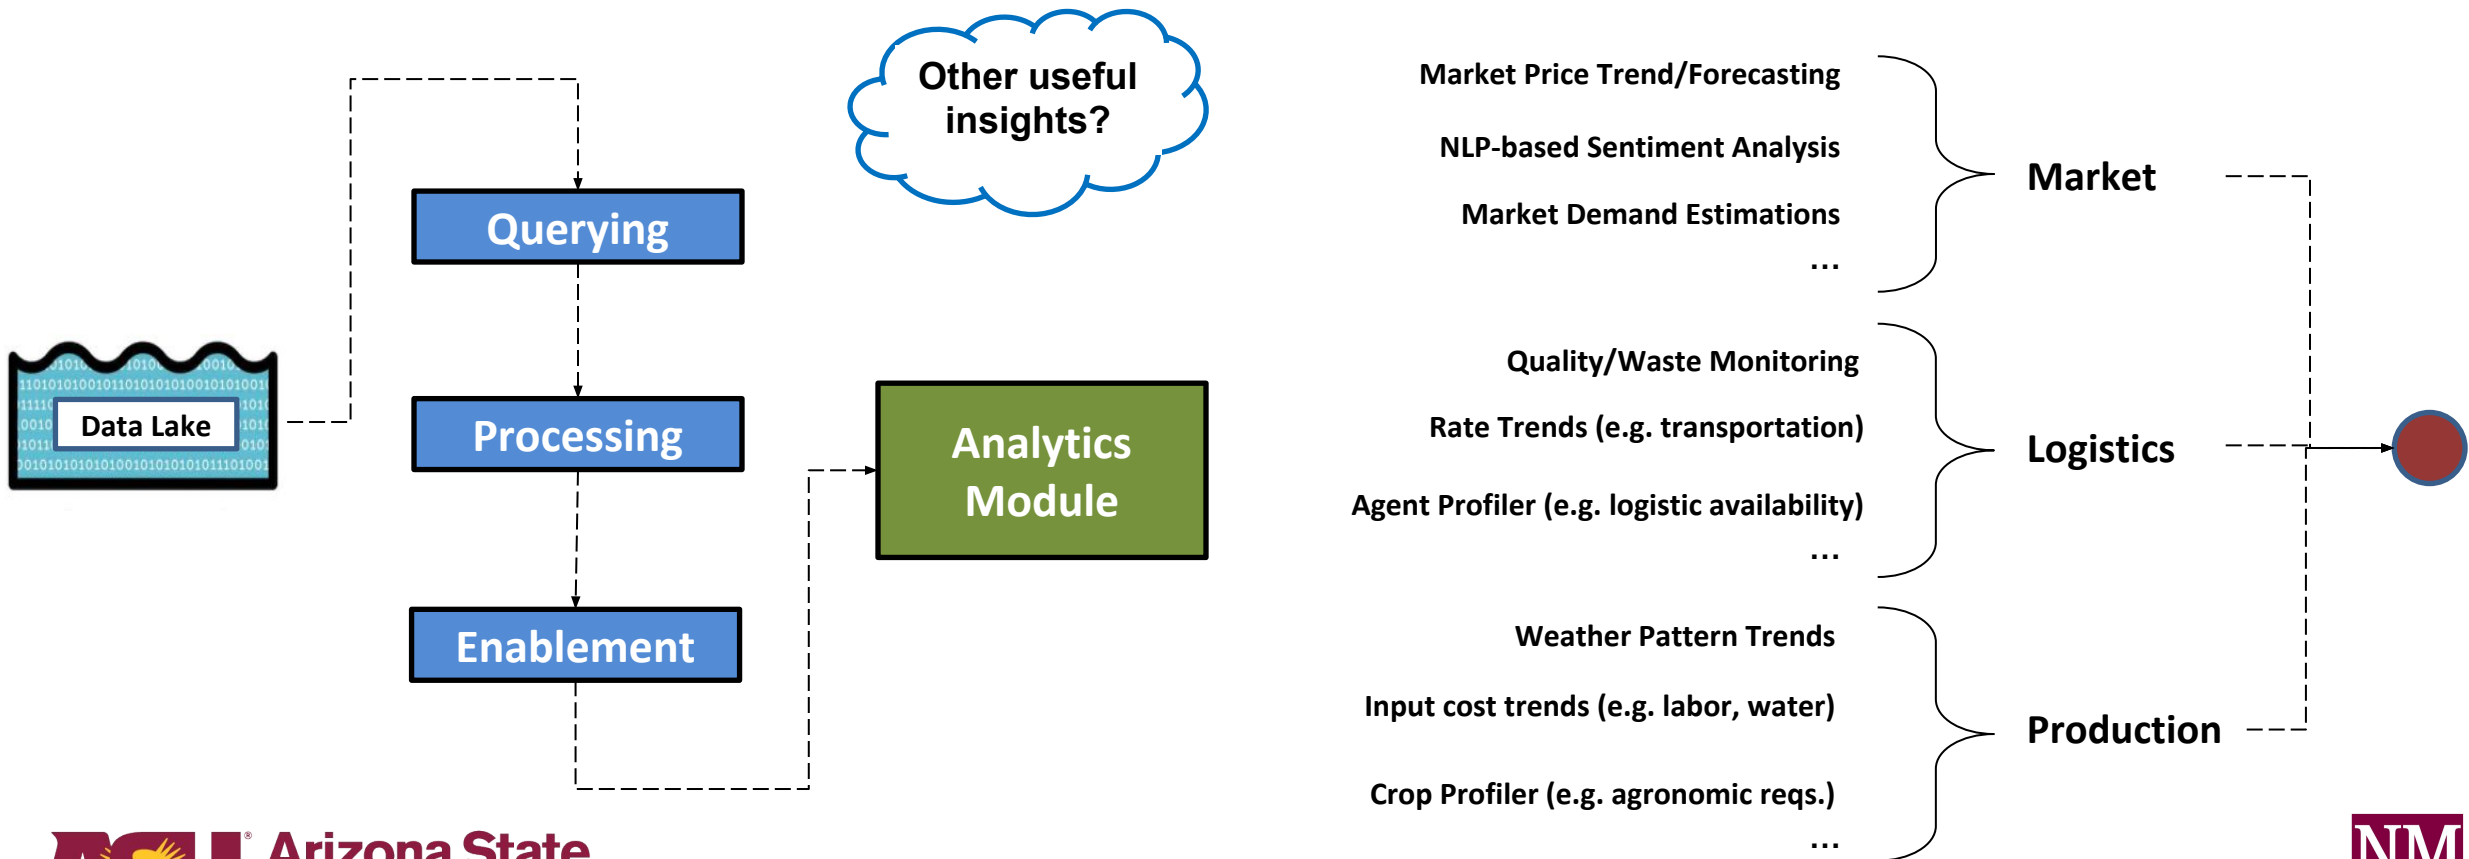 Other useful
insights?
Querying
Data Lake
Processing
Enablement
Analytics
Module
Market Price Trend/Forecasting
NLP-based Sentiment Analysis
Market Demand Estimations
...
Market
Quality/Waste Monitoring
Rate Trends (e.g. transportation)
Agent Profiler (e.g. logistic availability)
...
Logistics
Weather Pattern Trends
Input cost trends (e.g. labor, water)
Crop Profiler (e.g. agronomic reqs.)
...
Production
ASU® Arizona State
NM